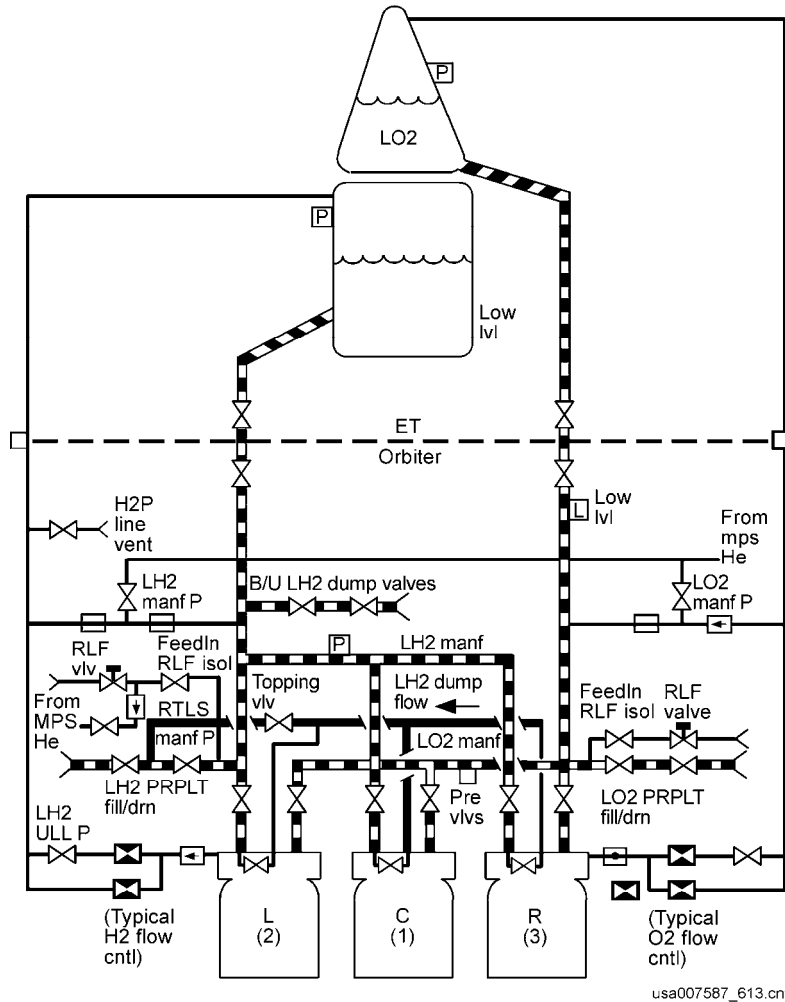 P
LO2
P
Low
lvl
ET
Orbiter
H2P
line
vent
L
Low
lvl
From
mps
He
LH2
manf P
B/U LH2 dump valves
LO2
manf P
RLF
vlv
FeedIn
RLF isol
P
LH2 manf
Topping
vlv
LH2 dump
flow
FeedIn
RLF isol
RLF
valve
From
MPS
He
RTLS
manf P
LO2 manf
LH2 PRPLT
fill/drn
Pre
vlvs
LO2 PRPLT
fill/drn
LH2
ULL P
L
(2)
C
(1)
R
(3)
(Typical
H2 flow
cntl)
(Typical
O2 flow
cntl)
usa007587_613.cn